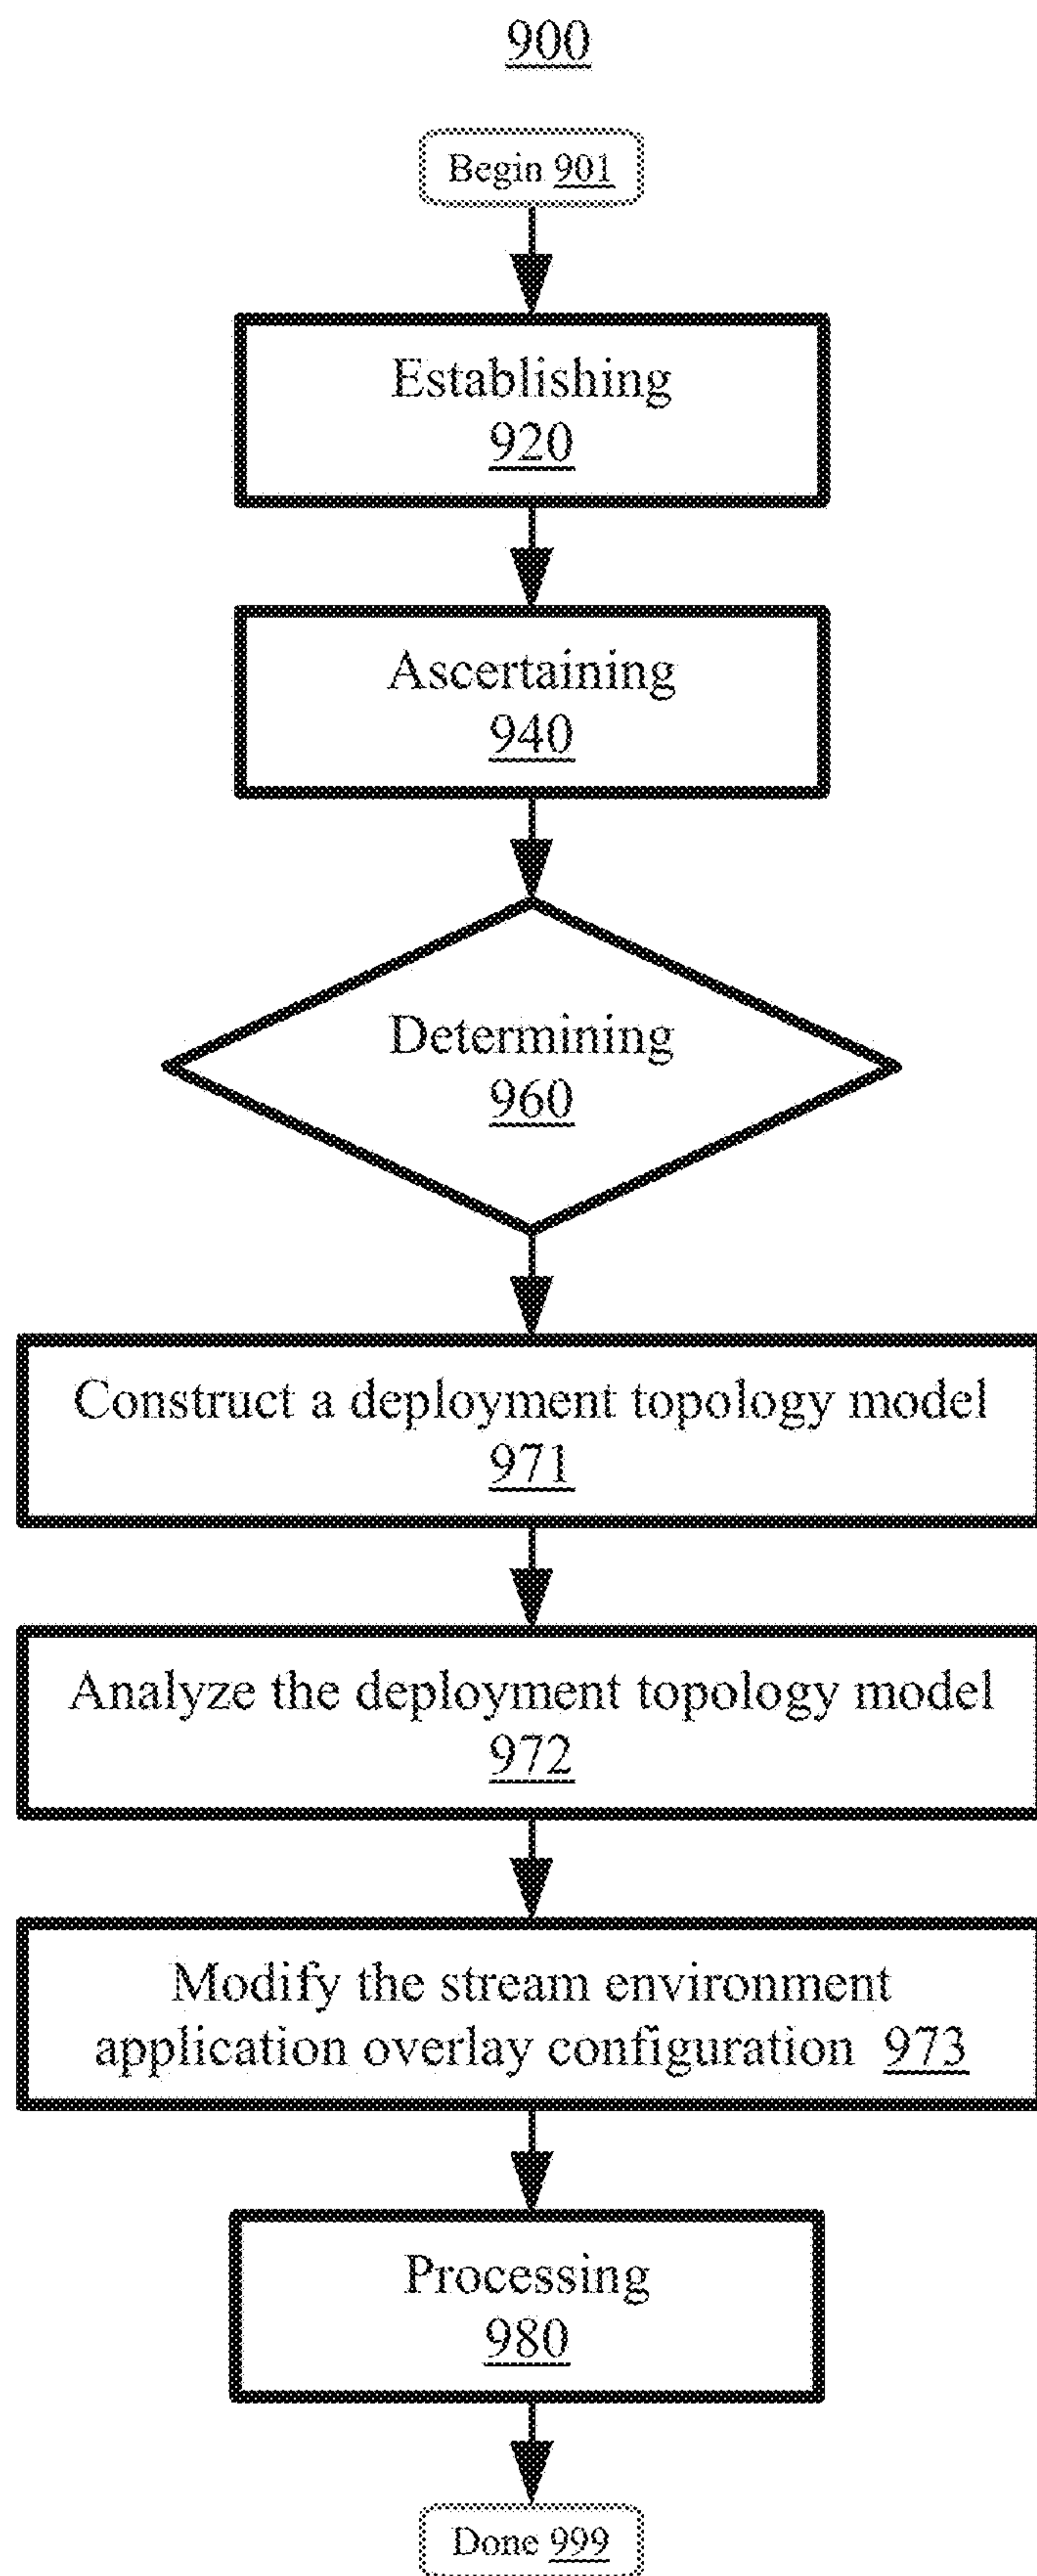 900
Begin 901
Establishing
920
Ascertaining
940
Determining
960
Construct a deployment topology model
971
Analyze the deployment topology model
972
Modify the stream environment
application overlay configuration 973
Processing
980
Done 999